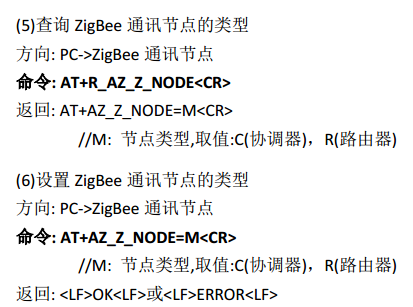 (5)查询 ZigBee 通讯节点的类型
方向: PC->ZigBee 通讯节点
命令: AT+R_AZ_Z_NODE<CR>
返回: AT+AZ_Z_NODE=M<CR>
//M: 节点类型,取值:C(协调器)，R(路由器)
(6)设置 ZigBee 通讯节点的类型
方向: PC->ZigBee 通讯节点
命令: AT+AZ_Z_NODE=M<CR>
//M: 节点类型,取值:C(协调器)，R(路由器)
返回: <LF>OK<LF>或<LF>ERROR<LF>